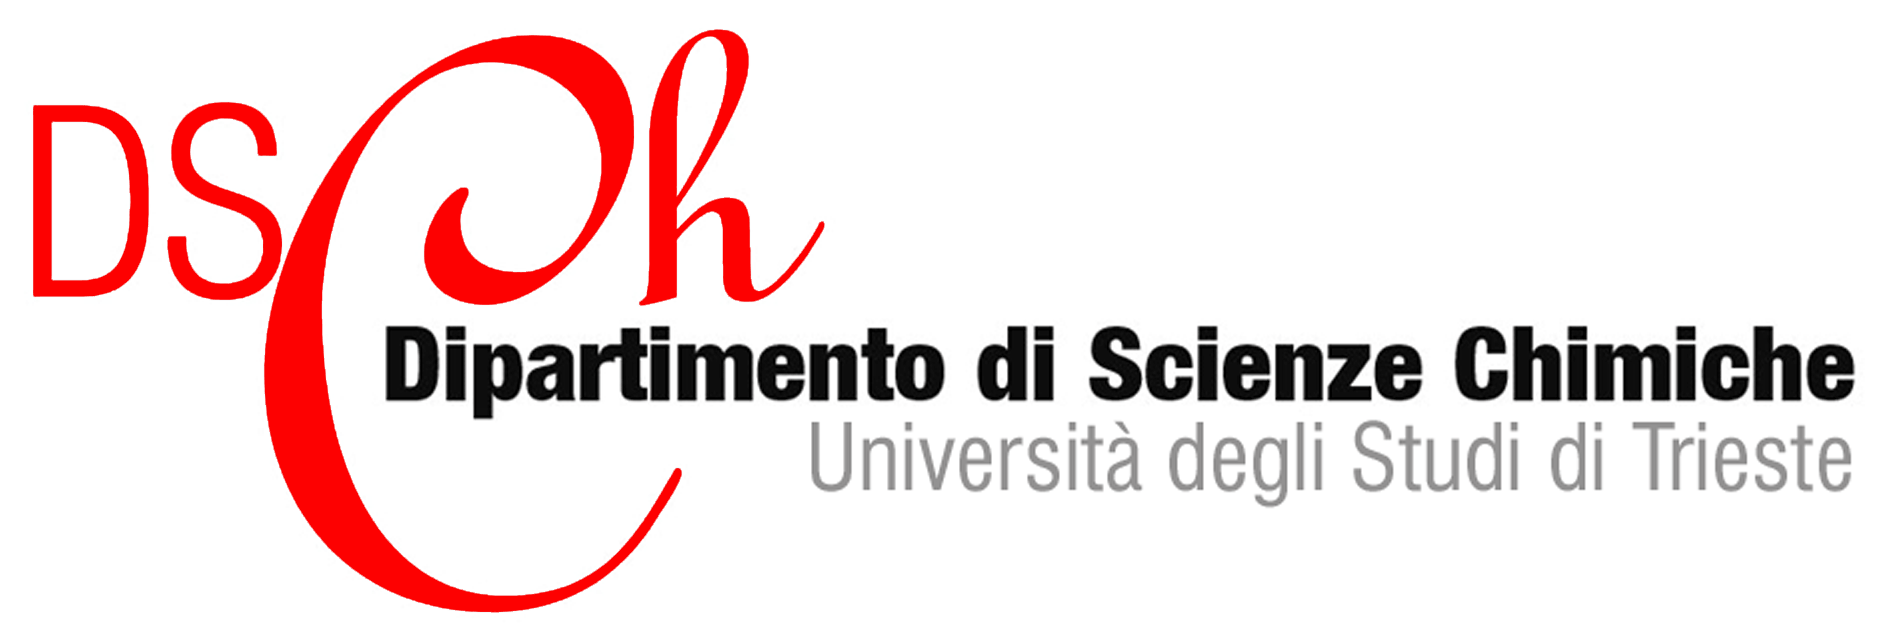 DSCh
Dipartimento di Scienze Chimiche
Università degli Studi di Trieste